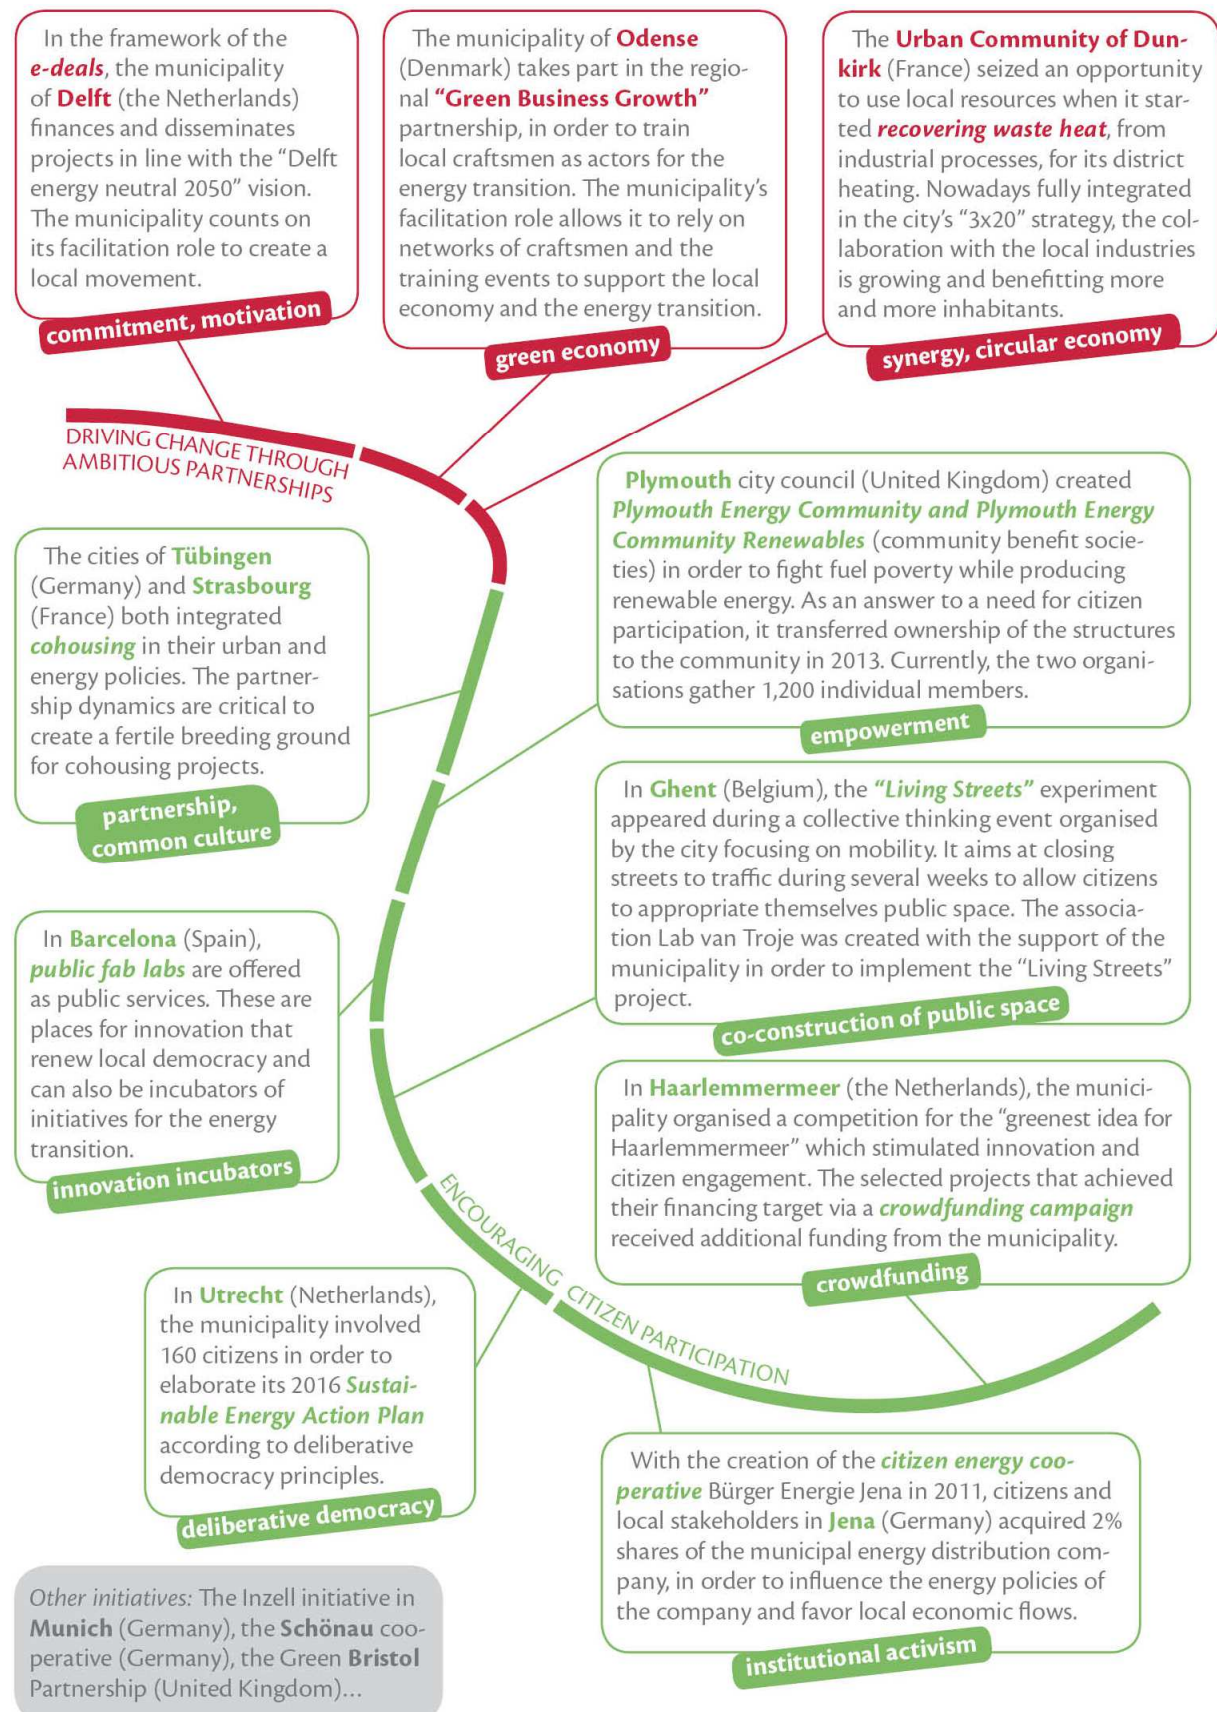 In the framework of the
e-deals, the municipality
of Delft (the Netherlands)
finances and disseminates
projects in line with the “Delft
energy neutral 2050” vision.
The municipality counts on
its facilitation role to create a
local movement.
commitment, motivation
The municipality of Odense
(Denmark) takes part in the regio-
nal “Green Business Growth”
partnership, in order to train
local craftsmen as actors for the
energy transition. The municipality’s
facilitation role allows it to rely on
networks of craftsmen and the
training events to support the local
economy and the energy transition.
green economy
The Urban Community of Dun-
kirk (France) seized an opportunity
to use local resources when it star-
ted recovering waste heat, from
industrial processes, for its district
heating. Nowadays fully integrated
in the city’s “3x20” strategy, the col-
laboration with the local industries
is growing and benefitting more
and more inhabitants.
synergy, circular economy
DRIVING CHANGE THROUGH
AMBITIOUS PARTNERSHIPS
Plymouth city council (United Kingdom) created
Plymouth Energy Community and Plymouth Energy
Community Renewables (community benefit socie-
ties) in order to fight fuel poverty while producing
renewable energy. As an answer to a need for citizen
participation, it transferred ownership of the structures
to the community in 2013. Currently, the two organi-
sations gather 1,200 individual members.
empowerment
The cities of Tübingen
(Germany) and Strasbourg
(France) both integrated
cohousing in their urban and
energy policies. The partner-
ship dynamics are critical to
create a fertile breeding ground
for cohousing projects.
partnership,
common culture
In Ghent (Belgium), the “Living Streets” experiment
appeared during a collective thinking event organised
by the city focusing on mobility. It aims at closing
streets to traffic during several weeks to allow citizens
to appropriate themselves public space. The associa-
tion Lab van Troje was created with the support of the
municipality in order to implement the “Living Streets”
project.
co-construction of public space
In Barcelona (Spain),
public fab labs are offered
as public services. These are
places for innovation that
renew local democracy and
can also be incubators of
initiatives for the energy
transition.
innovation incubators
In Haarlemmermeer (the Netherlands), the munici-
pality organised a competition for the “greenest idea for
Haarlemmermeer” which stimulated innovation and
citizen engagement. The selected projects that achieved
their financing target via a crowdfunding campaign
received additional funding from the municipality.
crowdfunding
ENCOURAGING CITIZEN PARTICIPATION
In Utrecht (Netherlands),
the municipality involved
160 citizens in order to
elaborate its 2016 Sustai-
nable Energy Action Plan
according to deliberative
democracy principles.
deliberative democracy
With the creation of the citizen energy coo-
perative Bürger Energie Jena in 2011, citizens and
local stakeholders in Jena (Germany) acquired 2%
shares of the municipal energy distribution com-
pany, in order to influence the energy policies of
the company and favor local economic flows.
institutional activism
Other initiatives: The Inzell initiative in
Munich (Germany), the Schönau coo-
perative (Germany), the Green Bristol
Partnership (United Kingdom)...